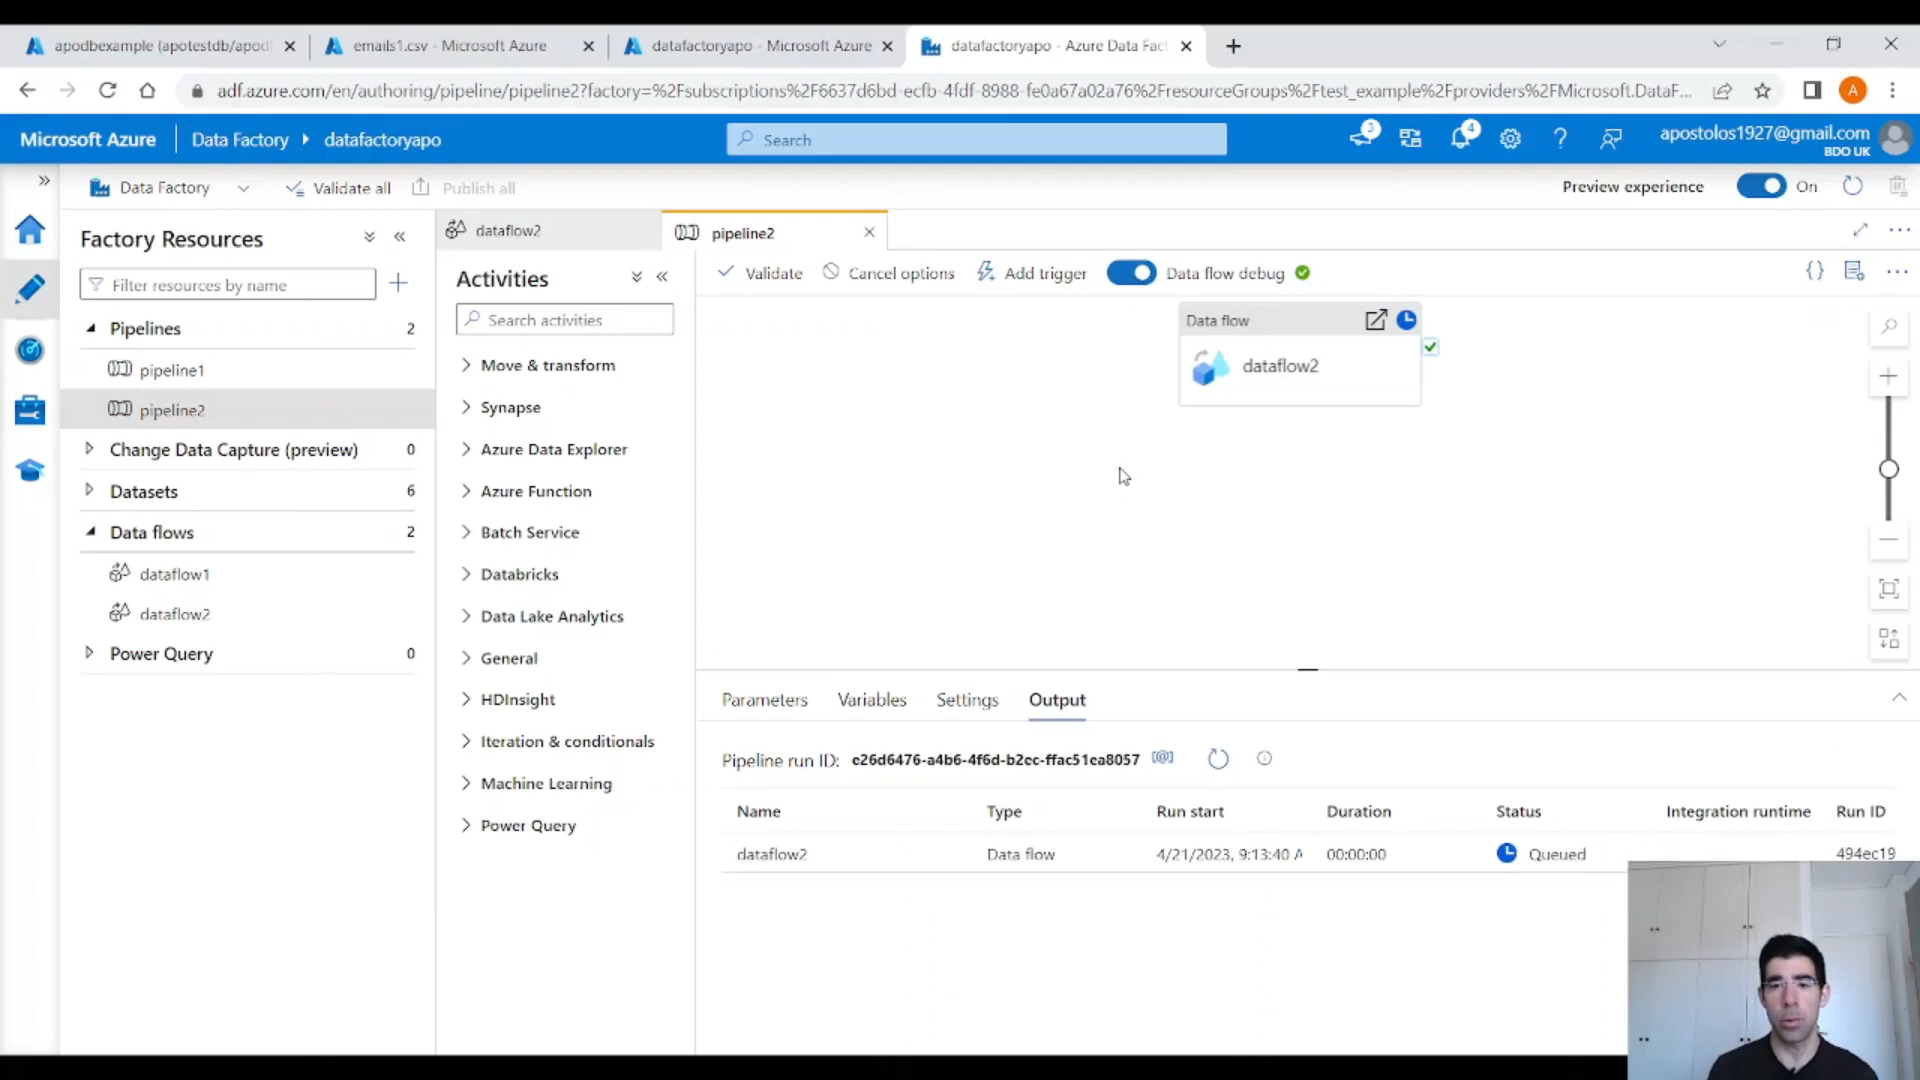 apodbexample (apotestdb/apod
emails1.csv - Microsoft Azure
datafactoryapo - Microsoft Azure
datafactoryapo - Azure Data Fact
adf.azure.com/en/authoring/pipeline/pipeline2?factory=%2Fsubscriptions%2F6637d6bd-ecfb-4fdf-8988-fe0a67a02a76%2FresourceGroups%2Ftest_example%2Fproviders%2FMicrosoft.DataF...
A
Microsoft Azure
Data Factory
datafactoryapo
Search
3
4
apostolos1927@gmail.com
BDO UK
Data Factory
Validate all
Publish all
Preview experience
On
Factory Resources
Filter resources by name
Pipelines 2
pipeline1
pipeline2
Change Data Capture (preview) 0
Datasets 6
Data flows 2
dataflow1
dataflow2
Power Query 0
dataflow2
pipeline2
Activities
Search activities
Move & transform
Synapse
Azure Data Explorer
Azure Function
Batch Service
Databricks
Data Lake Analytics
General
HDInsight
Iteration & conditionals
Machine Learning
Power Query
Validate
Cancel options
Add trigger
Data flow debug
Data flow
dataflow2
Parameters Variables Settings Output
Pipeline run ID: e26d6476-a4b6-4f6d-b2ec-ffac51ea8057
Name Type Run start Duration Status Integration runtime Run ID
dataflow2 Data flow 4/21/2023, 9:13:40 A 00:00:00 Queued 494ec19